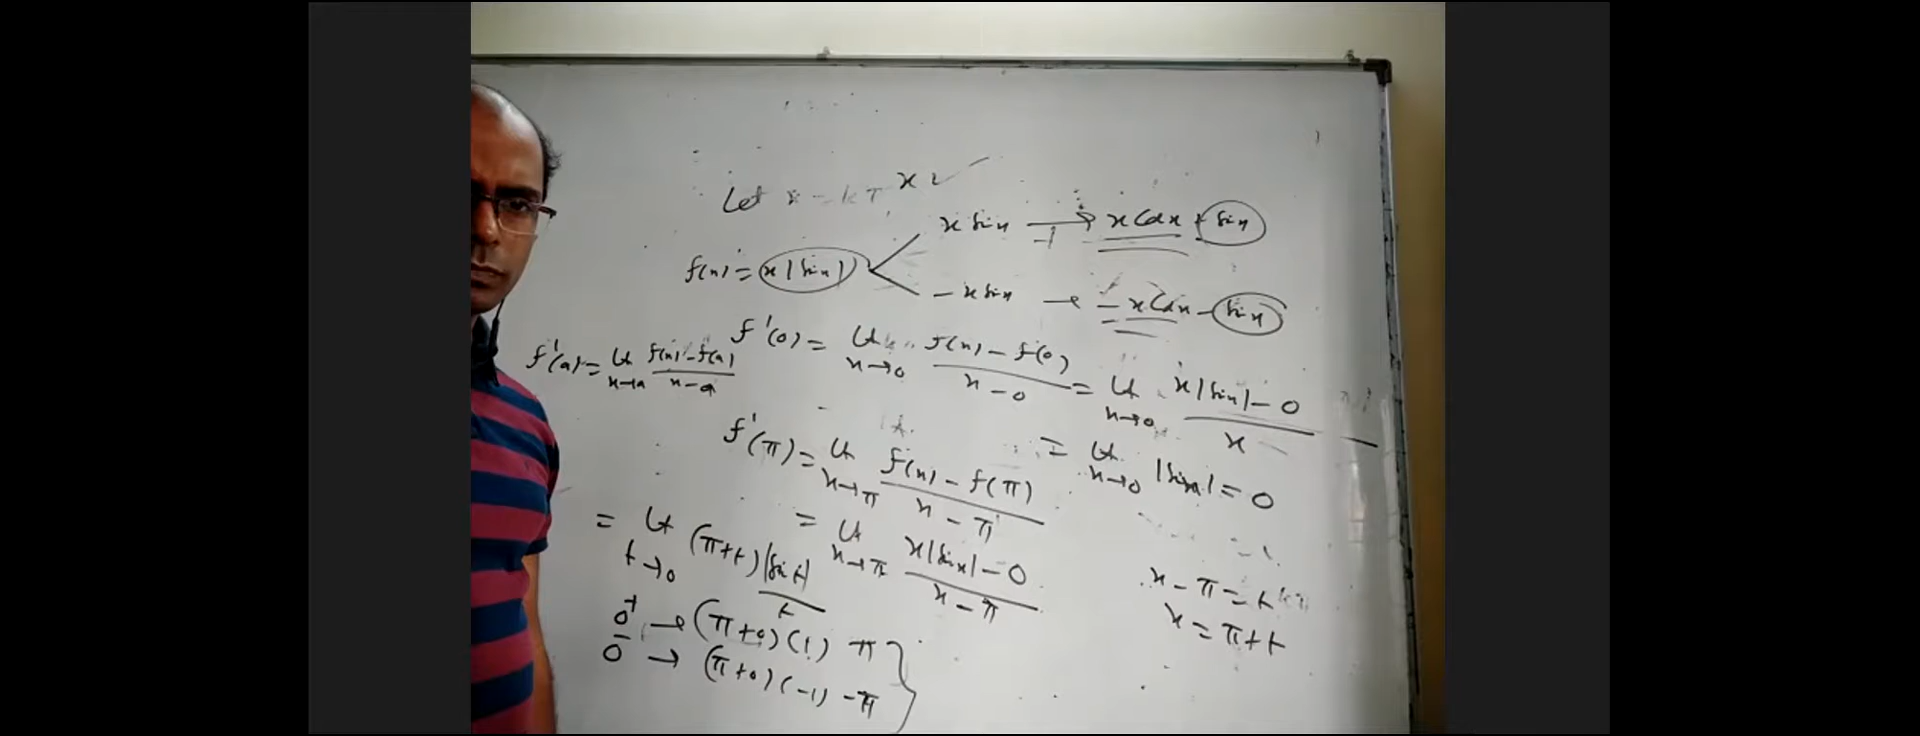 Let x = kπ x
x sin x → x cos x + sin x
f(x) = x |sin x|
- x sin x → - x cos x - sin x
f'(0) = Lt x→0 f(x) - f(0) / x - 0 = Lt x→0 x|sin x| - 0 / x
f'(a) = Lt x→a f(x) - f(a) / x - a
= Lt x→0 |sin x| = 0
f'(π) = Lt x→π f(x) - f(π) / x - π
= Lt x→π x|sin x| - 0 / x - π
= Lt t→0 (π+t) |sin t| / t
x - π = t
x = π + t
0⁺ → (π+0) (1) π
0⁻ → (π+0) (-1) -π